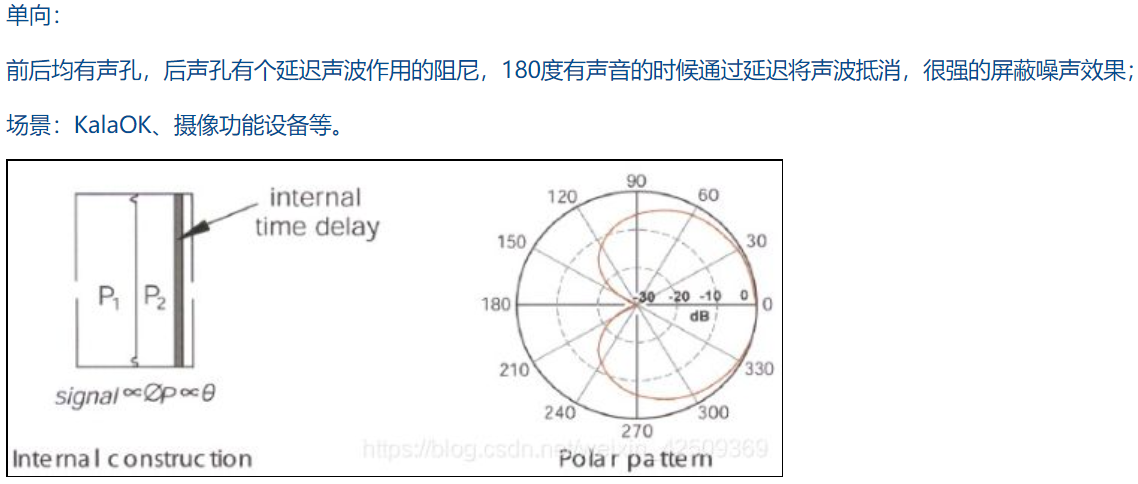 单向：
前后均有声孔，后声孔有个延迟声波作用的阻尼，180度有声音的时候通过延迟将声波抵消，很强的屏蔽噪声效果；
场景：KalaOK、摄像功能设备等。
internal
time delay
P1 P2
signal∝∅P∝θ
Internal construction
90
120 60
150 30
180 -30 -20 -10 0 0
dB
210 330
240 300
270
Polar pattern
https://blog.csdn.net/weixin_42509369